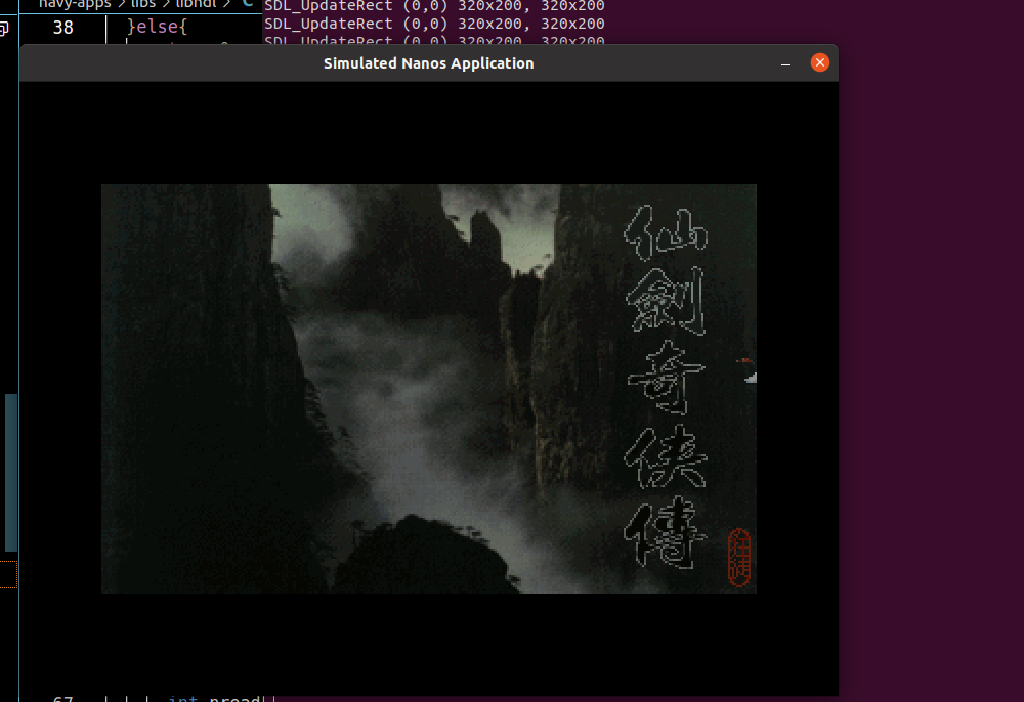 navy-apps > libs > libndl > C
38 }else{
SDL_UpdateRect (0,0) 320x200, 320x200
SDL_UpdateRect (0,0) 320x200, 320x200
SDL_UpdateRect (0,0) 320x200, 320x200
Simulated Nanos Application
仙劍奇俠傳
67 int nread